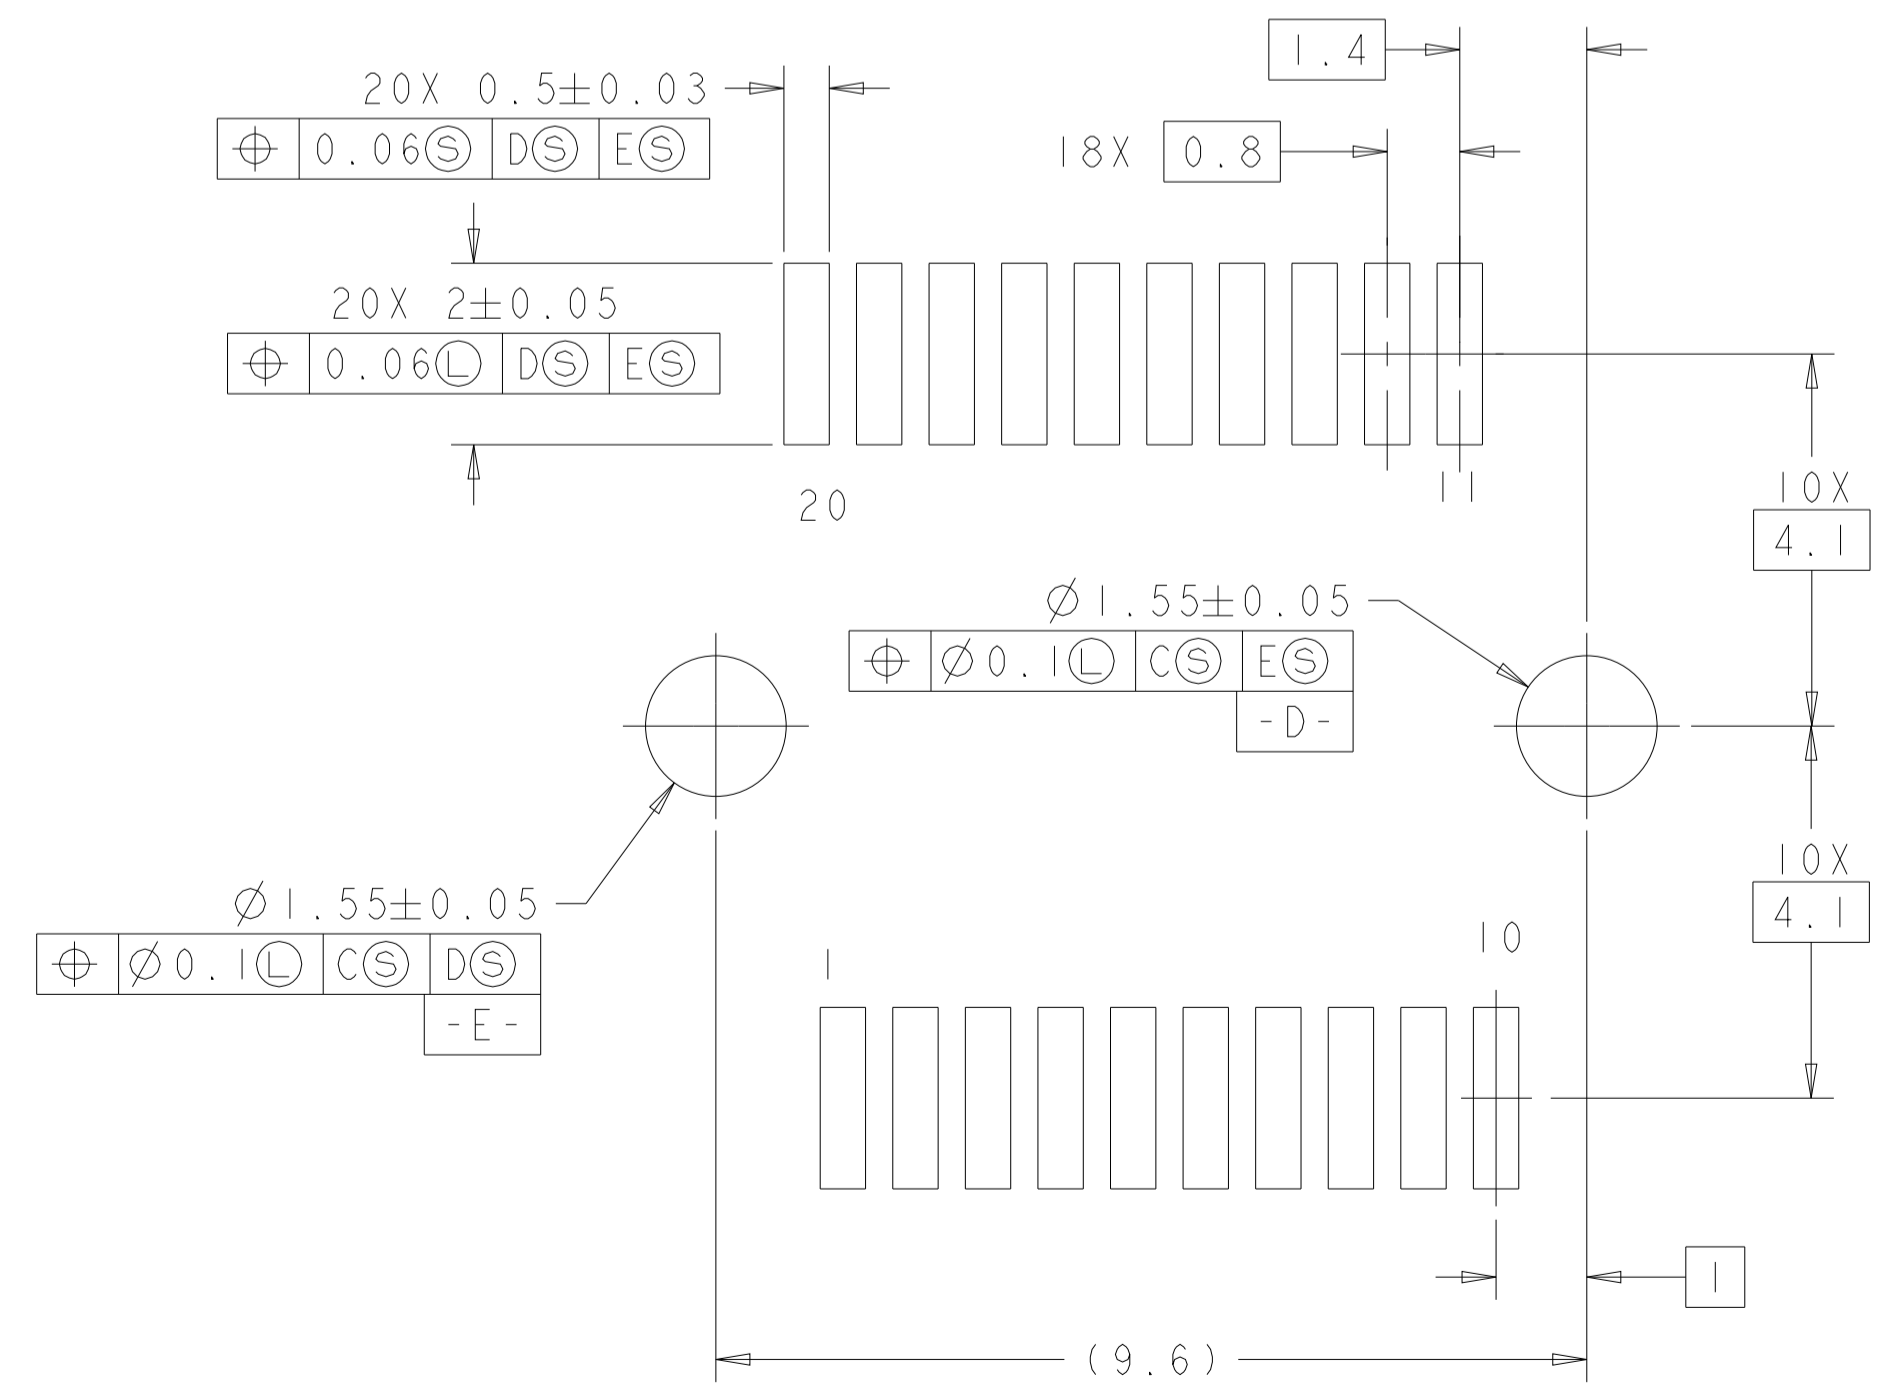 1.4
20X 0.5±0.03
⌖ 0.06Ⓢ DⓈ EⓈ
18X 0.8
20X 2±0.05
⌖ 0.06Ⓛ DⓈ EⓈ
20
11
10X
4.1
Ø1.55±0.05
⌖ Ø0.1Ⓛ CⓈ EⓈ
-D-
10X
4.1
Ø1.55±0.05
⌖ Ø0.1Ⓛ CⓈ DⓈ
-E-
1
10
1
(9.6)